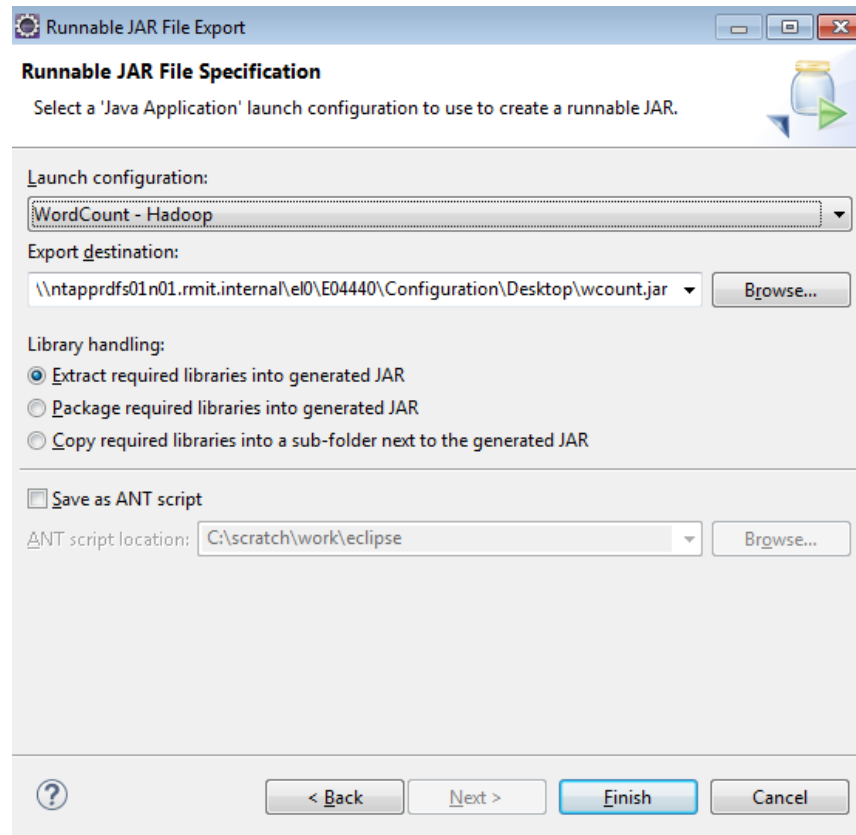 Runnable JAR File Export
Runnable JAR File Specification
Select a 'Java Application' launch configuration to use to create a runnable JAR.
Launch configuration:
WordCount - Hadoop
Export destination:
\\ntapprdfs01n01.rmit.internal\el0\E04440\Configuration\Desktop\wcount.jar
Browse...
Library handling:
Extract required libraries into generated JAR
Package required libraries into generated JAR
Copy required libraries into a sub-folder next to the generated JAR
Save as ANT script
ANT script location:
C:\scratch\work\eclipse
Browse...
?
< Back
Next >
Finish
Cancel